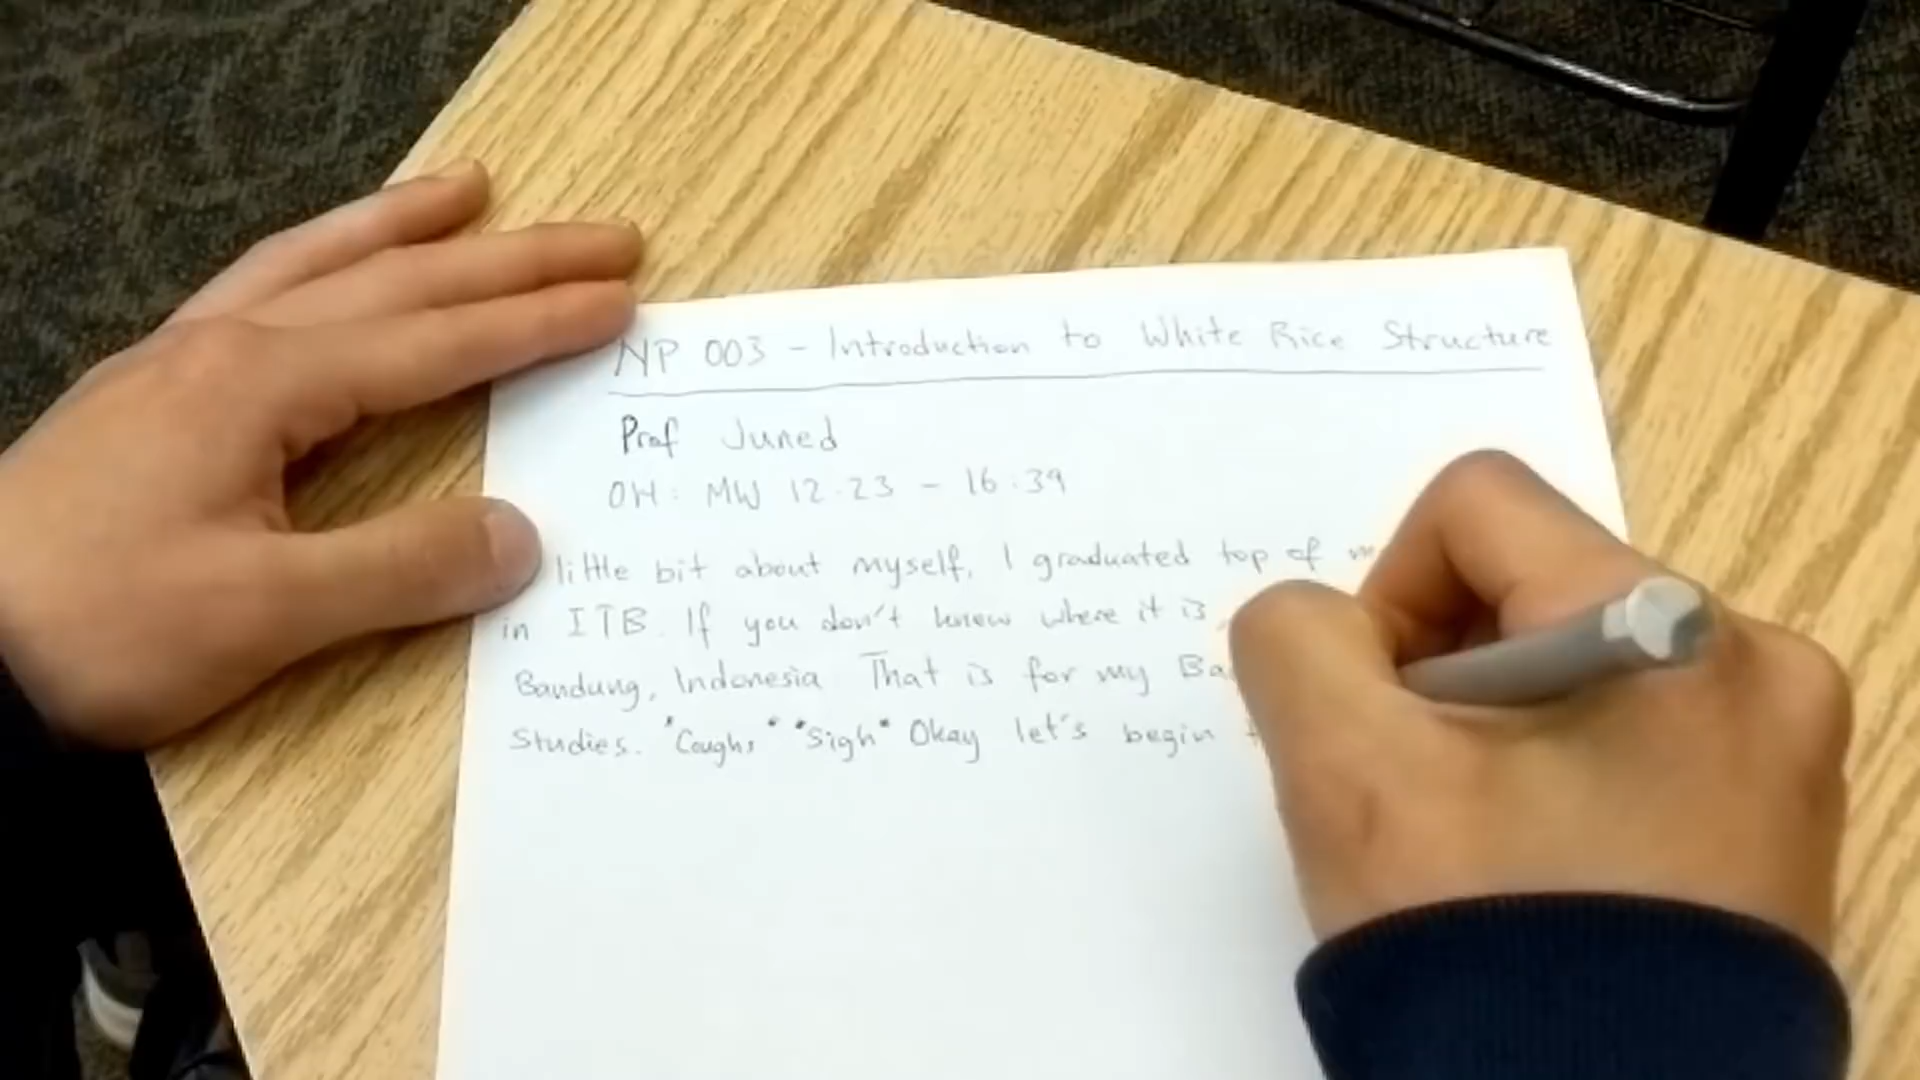 NP 003 - Introduction to White Rice Structure
Prof Juned
OH: MW 12:23 - 16:39
little bit about myself, I graduated top of
in ITB. If you don't know where it is
Bandung, Indonesia. That is for my
Studies. *Coughs* *Sigh* Okay let's begin